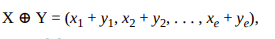 X ⊕ Y = (x₁ + y₁, x₂ + y₂, . . . , xₑ + yₑ),